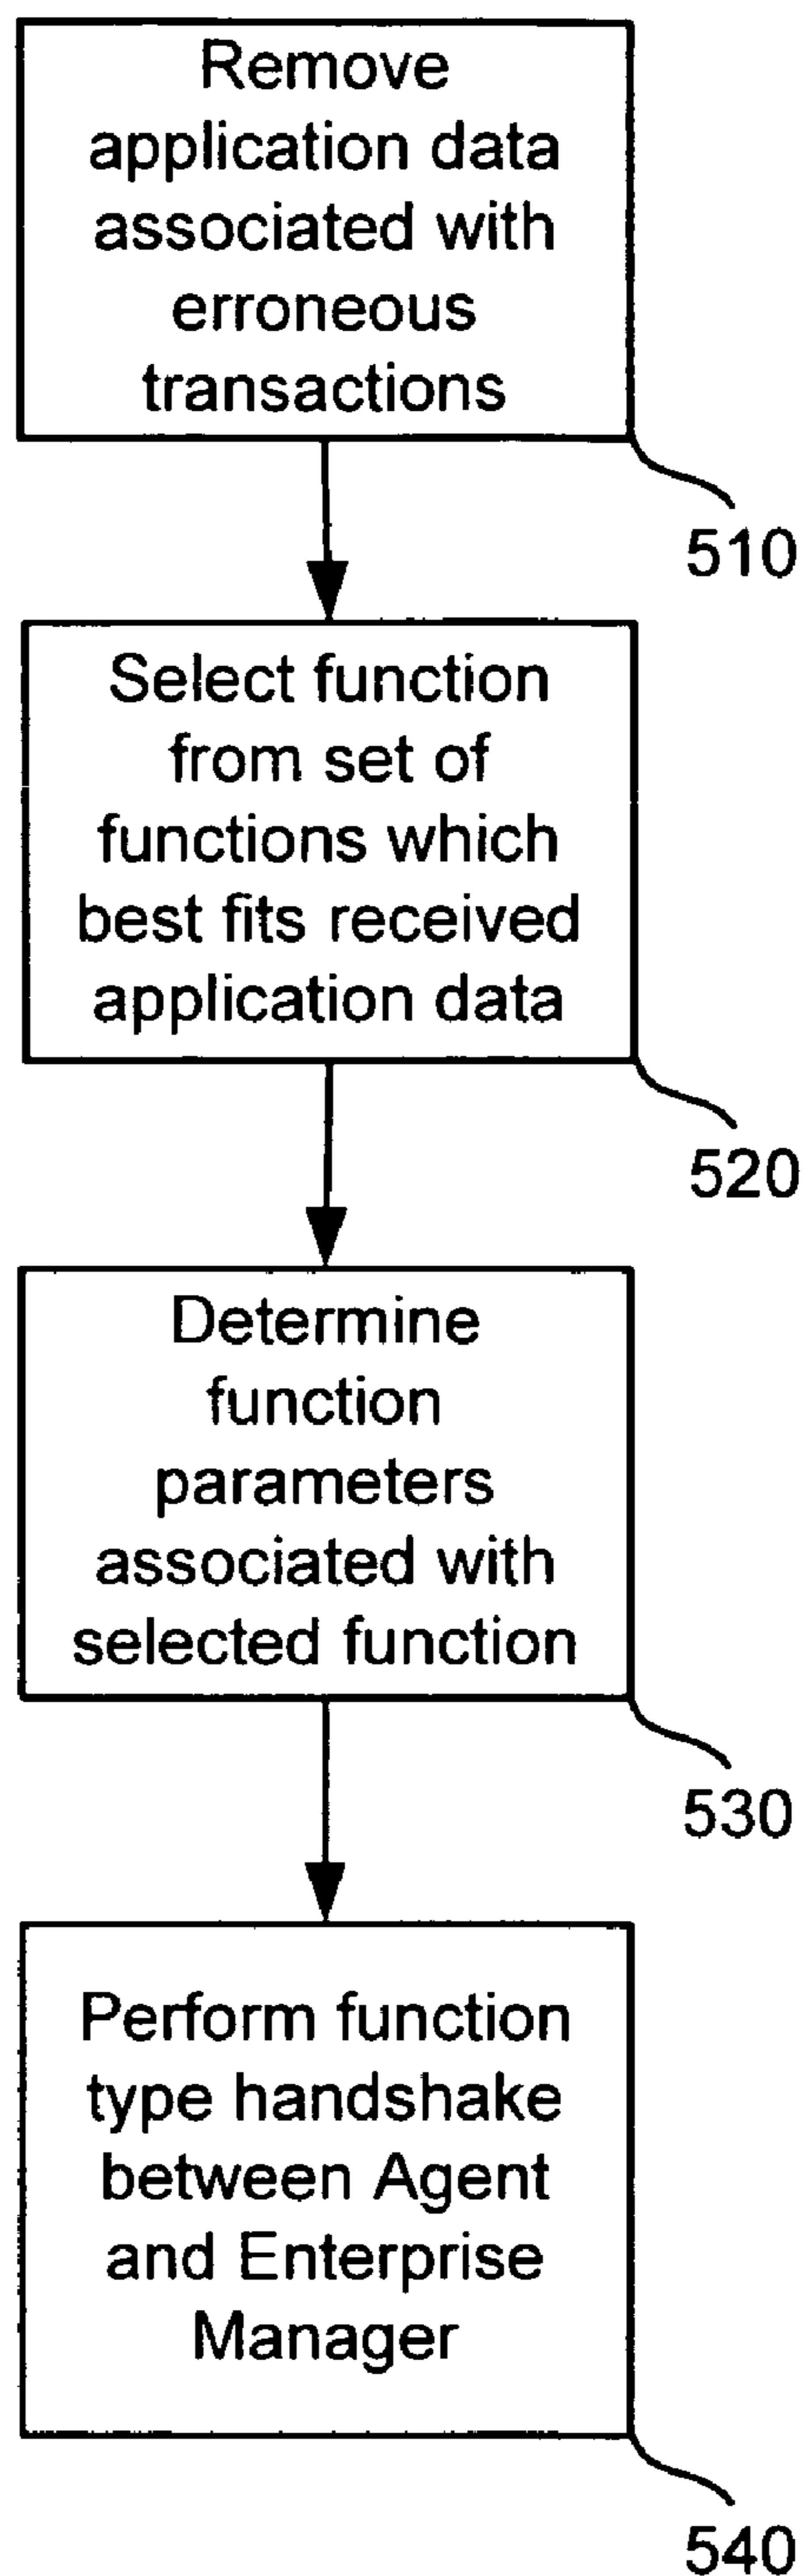 Remove
application data
associated with
erroneous
transactions
510
Select function
from set of
functions which
best fits received
application data
520
Determine
function
parameters
associated with
selected function
530
Perform function
type handshake
between Agent
and Enterprise
Manager
540